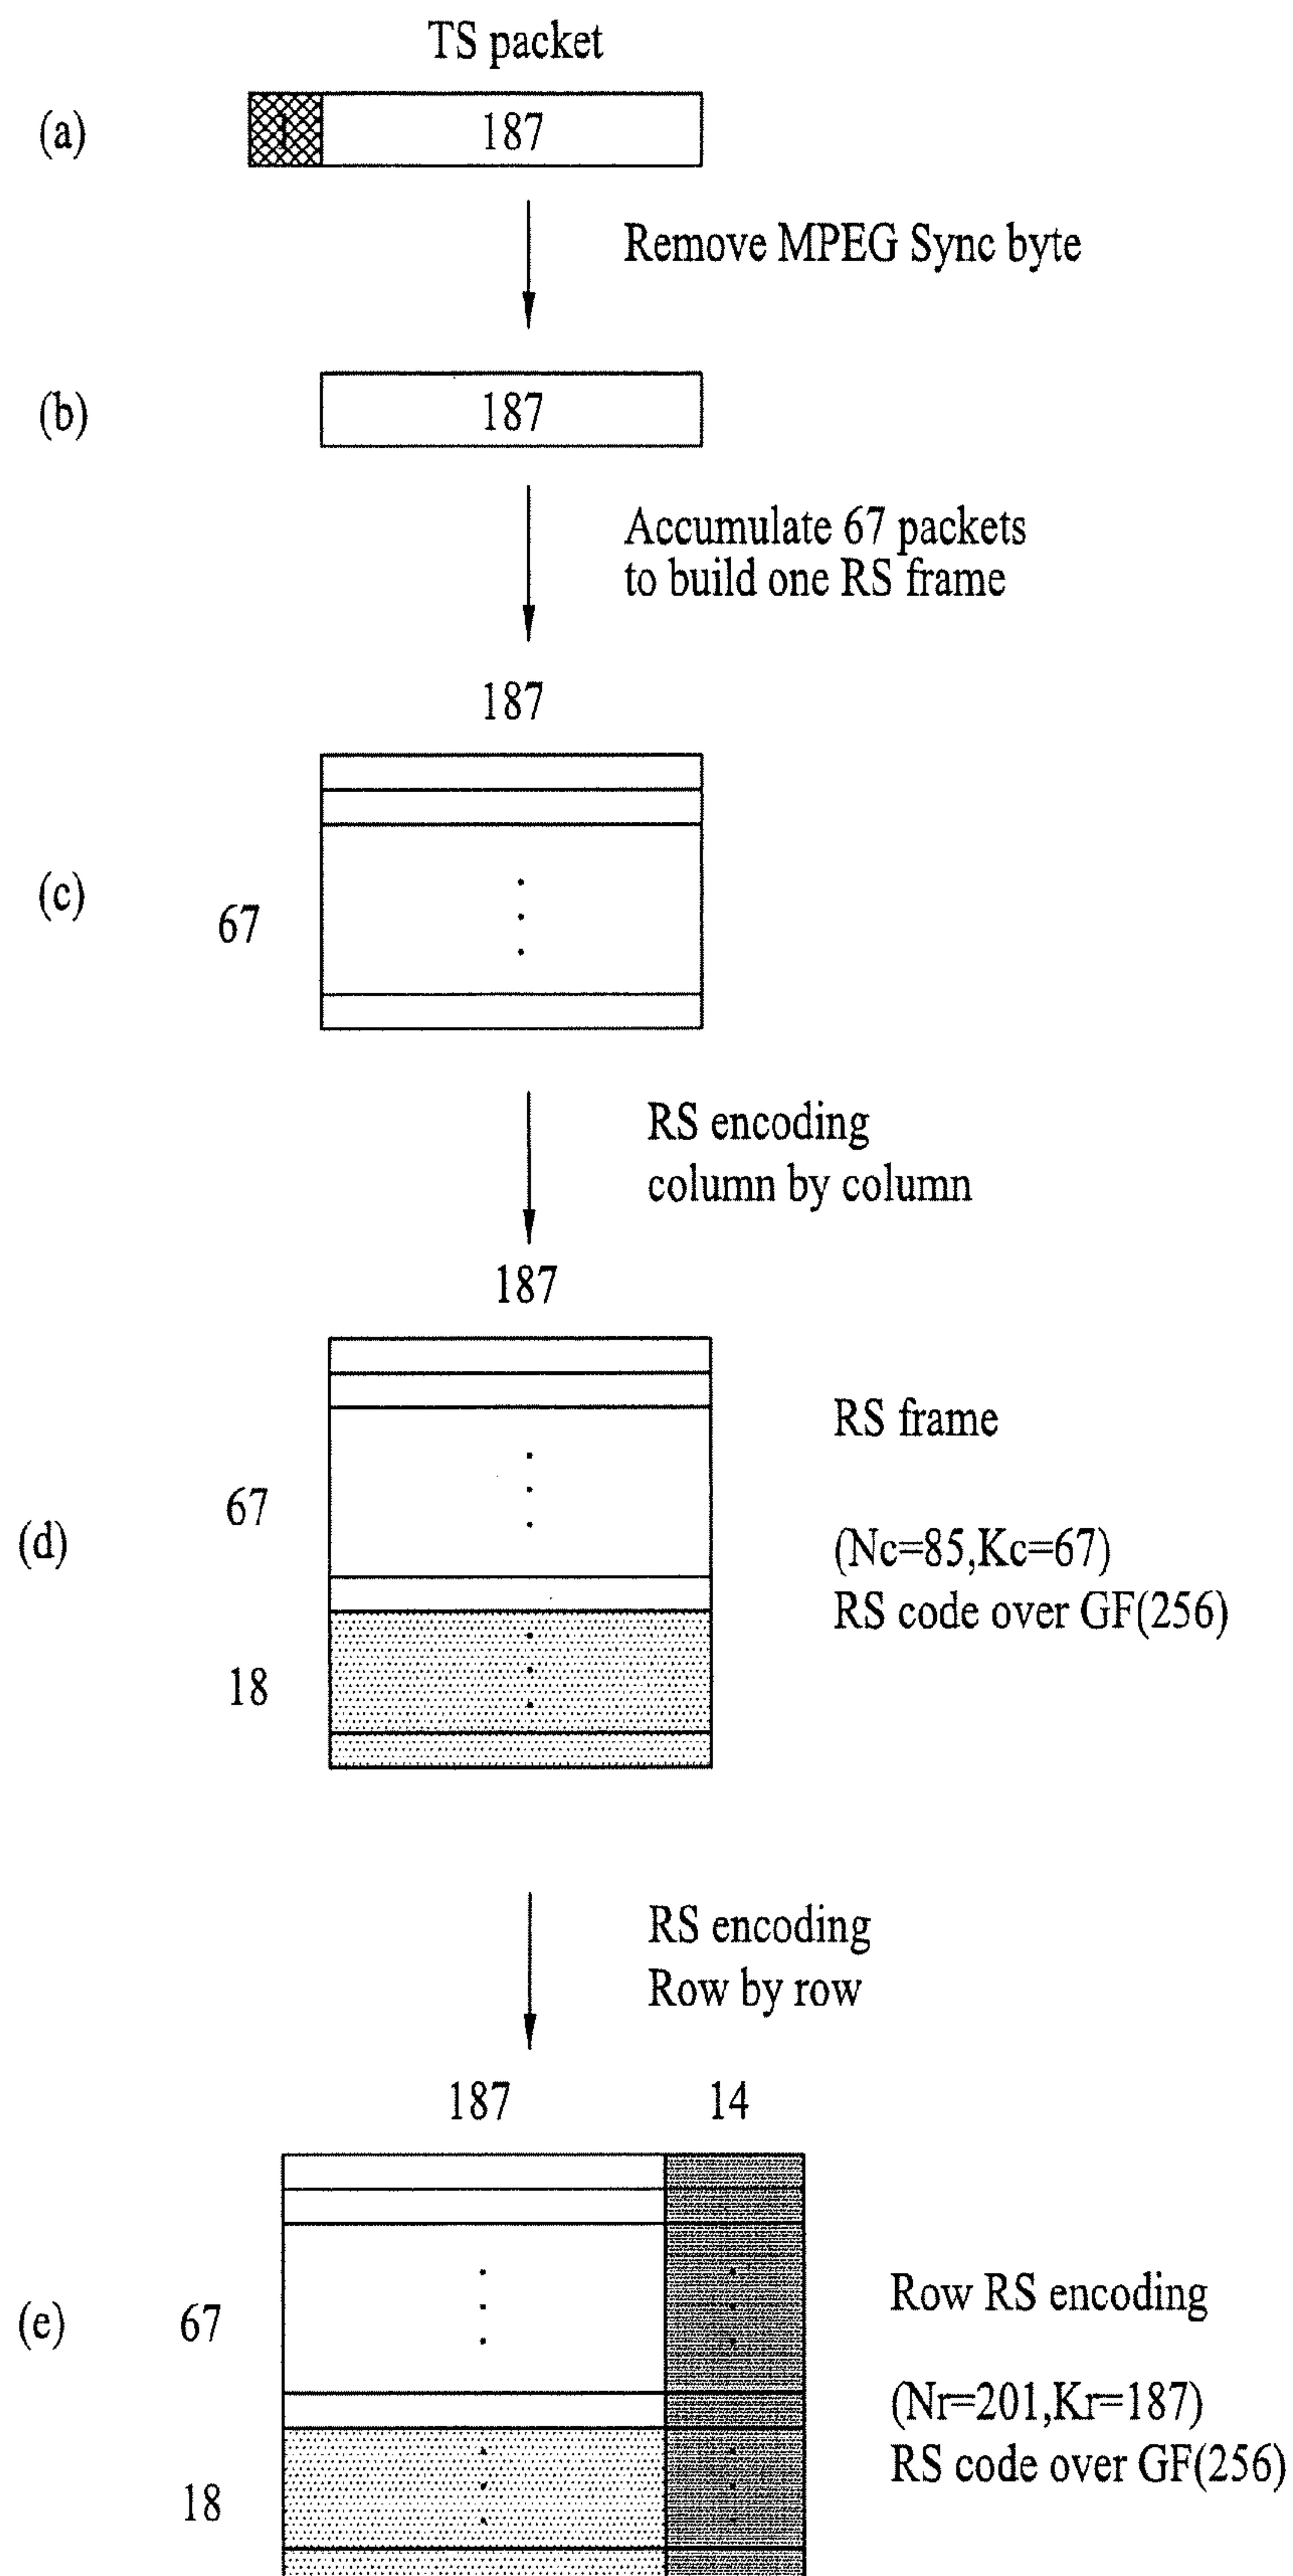 TS packet
(a)
1 187
Remove MPEG Sync byte
(b)
187
Accumulate 67 packets
to build one RS frame
187
(c)
67
RS encoding
column by column
187
RS frame
67
(d)
(Nc=85,Kc=67)
RS code over GF(256)
18
RS encoding
Row by row
187 14
Row RS encoding
(e)
67
(Nr=201,Kr=187)
RS code over GF(256)
18